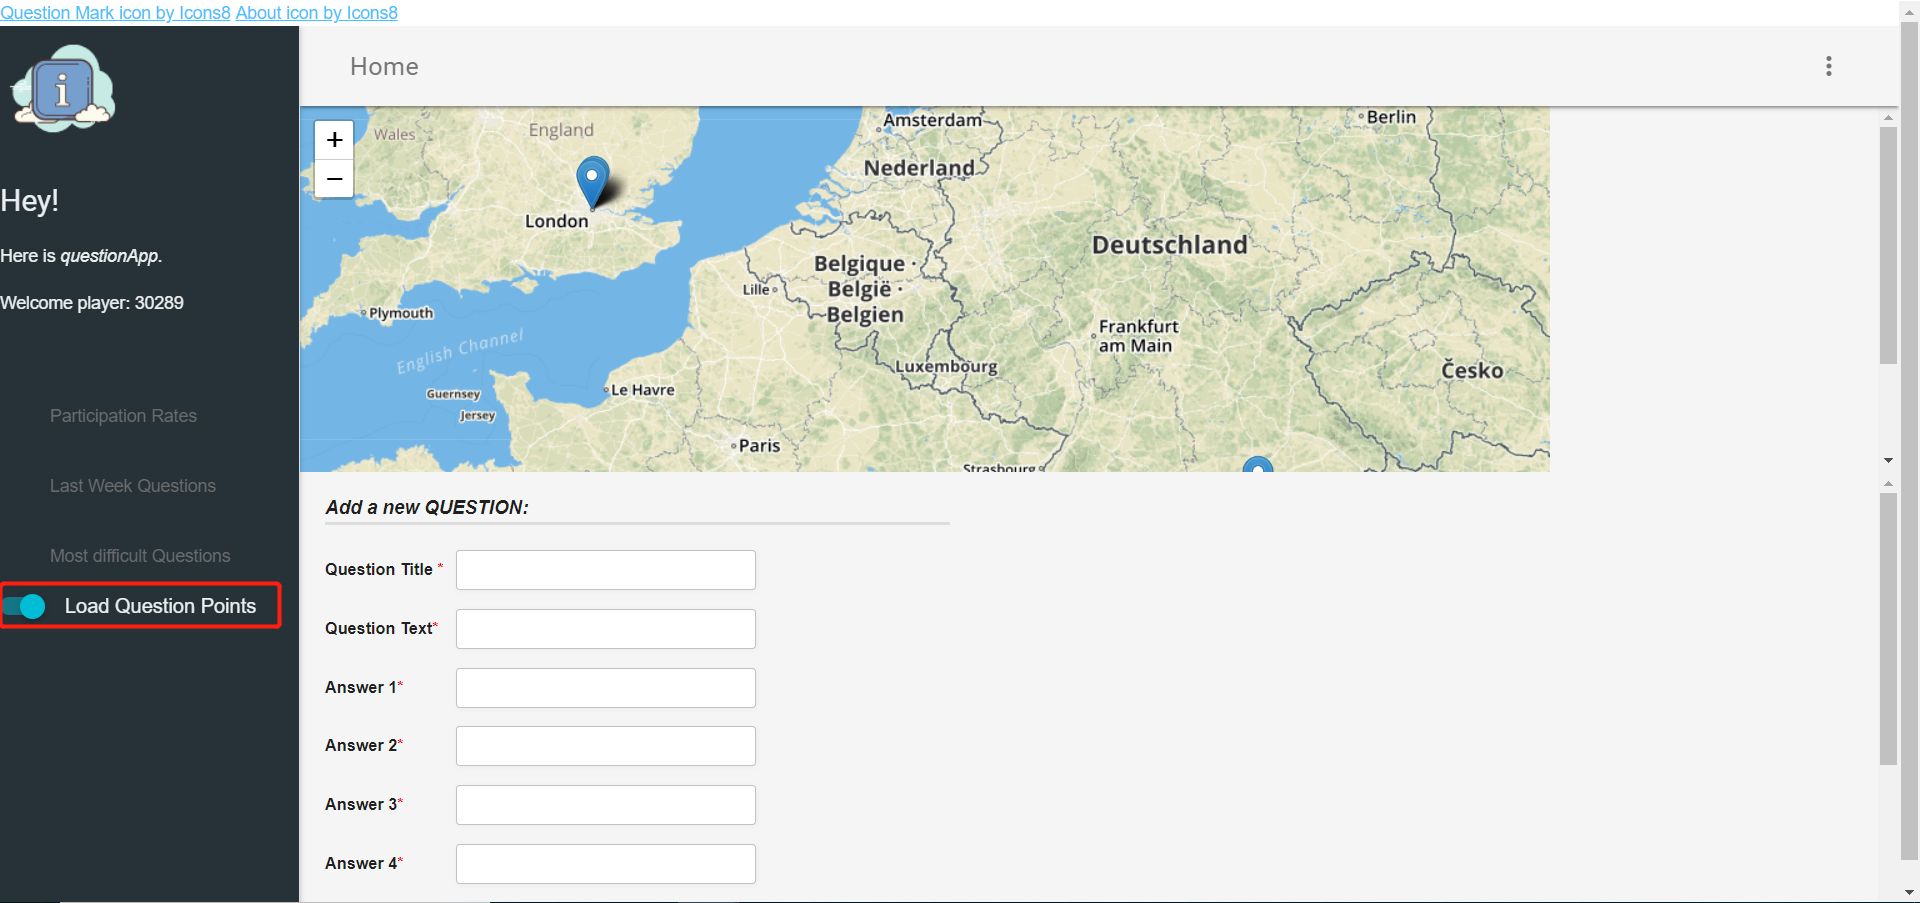 Question Mark icon by Icons8 About icon by Icons8
i
Hey!
Here is questionApp.
Welcome player: 30289
Participation Rates
Last Week Questions
Most difficult Questions
Load Question Points
Home
+
−
Wales
England
London
Plymouth
English Channel
Guernsey
Jersey
Le Havre
Paris
Lille
Amsterdam
Nederland
Belgique ·
België ·
Belgien
Luxembourg
Strasbourg
Berlin
Deutschland
Frankfurt
am Main
Česko
Add a new QUESTION:
Question Title *
Question Text*
Answer 1*
Answer 2*
Answer 3*
Answer 4*